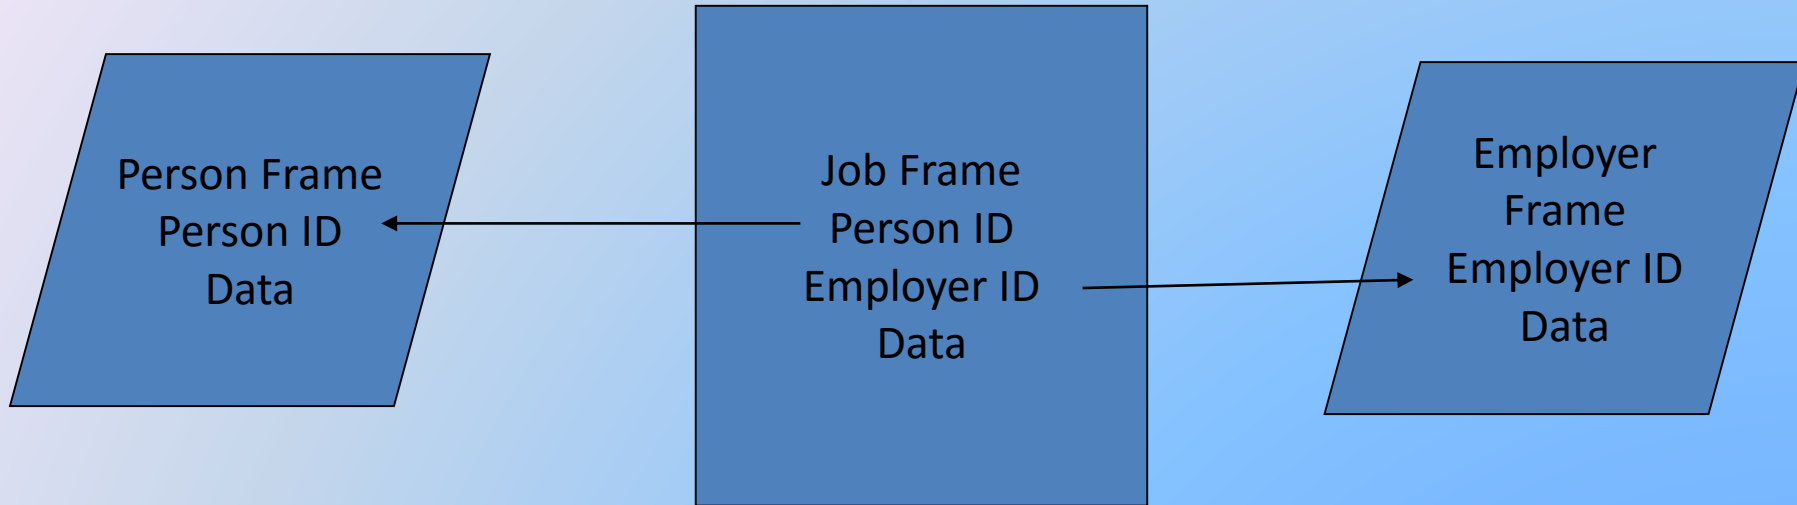 Person Frame
Person ID
Data
Job Frame
Person ID
Employer ID
Data
Employer
Frame
Employer ID
Data